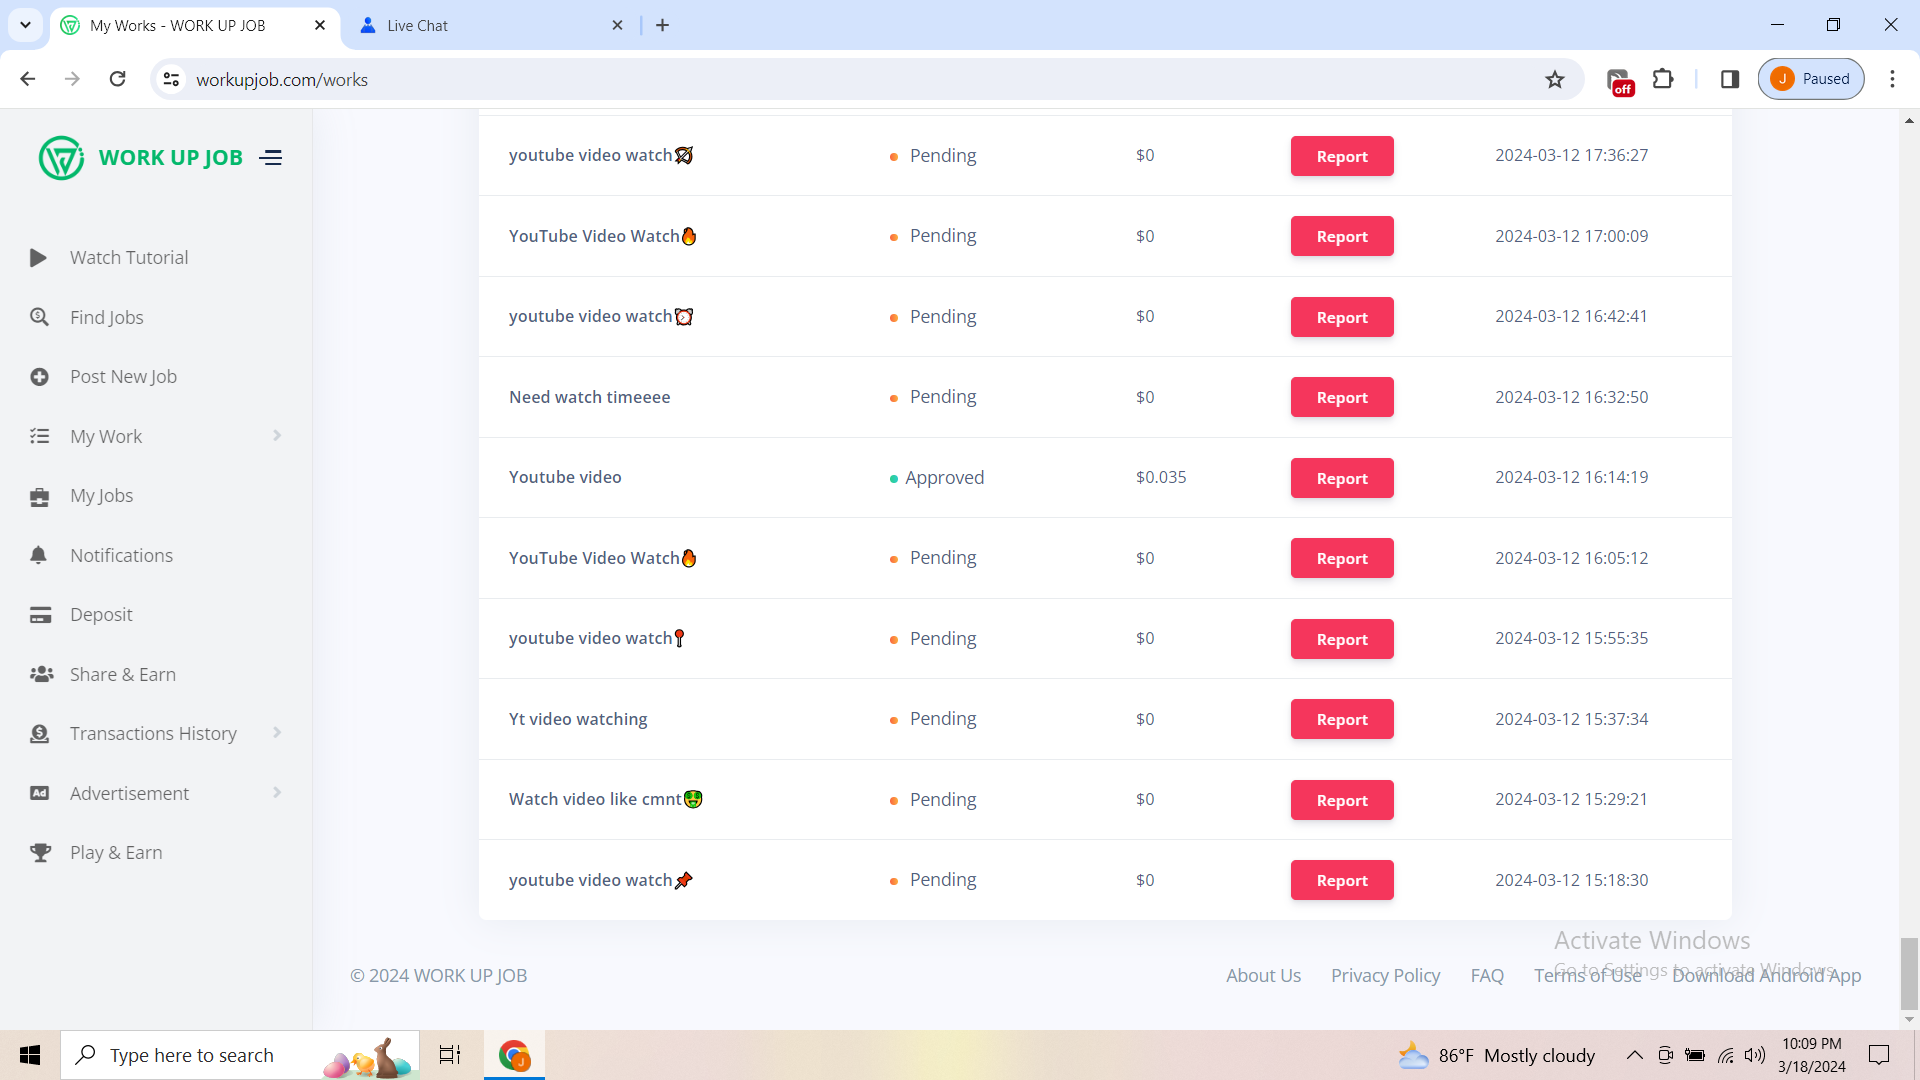 My Works - WORK UP JOB
Live Chat
workupjob.com/works
off
J
Paused
WORK UP JOB
Watch Tutorial
Find Jobs
Post New Job
My Work
My Jobs
Notifications
Deposit
Share & Earn
Transactions History
Ad
Advertisement
Play & Earn
youtube video watch🏹 Pending $0 Report 2024-03-12 17:36:27
YouTube Video Watch🔥 Pending $0 Report 2024-03-12 17:00:09
youtube video watch⏰ Pending $0 Report 2024-03-12 16:42:41
Need watch timeeee Pending $0 Report 2024-03-12 16:32:50
Youtube video Approved $0.035 Report 2024-03-12 16:14:19
YouTube Video Watch🔥 Pending $0 Report 2024-03-12 16:05:12
youtube video watch📍 Pending $0 Report 2024-03-12 15:55:35
Yt video watching Pending $0 Report 2024-03-12 15:37:34
Watch video like cmnt🤑 Pending $0 Report 2024-03-12 15:29:21
youtube video watch📌 Pending $0 Report 2024-03-12 15:18:30
Activate Windows
Go to Settings to activate Windows.
© 2024 WORK UP JOB
About Us Privacy Policy FAQ Terms of Use Download Android App
Type here to search
J
86°F Mostly cloudy
10:09 PM
3/18/2024